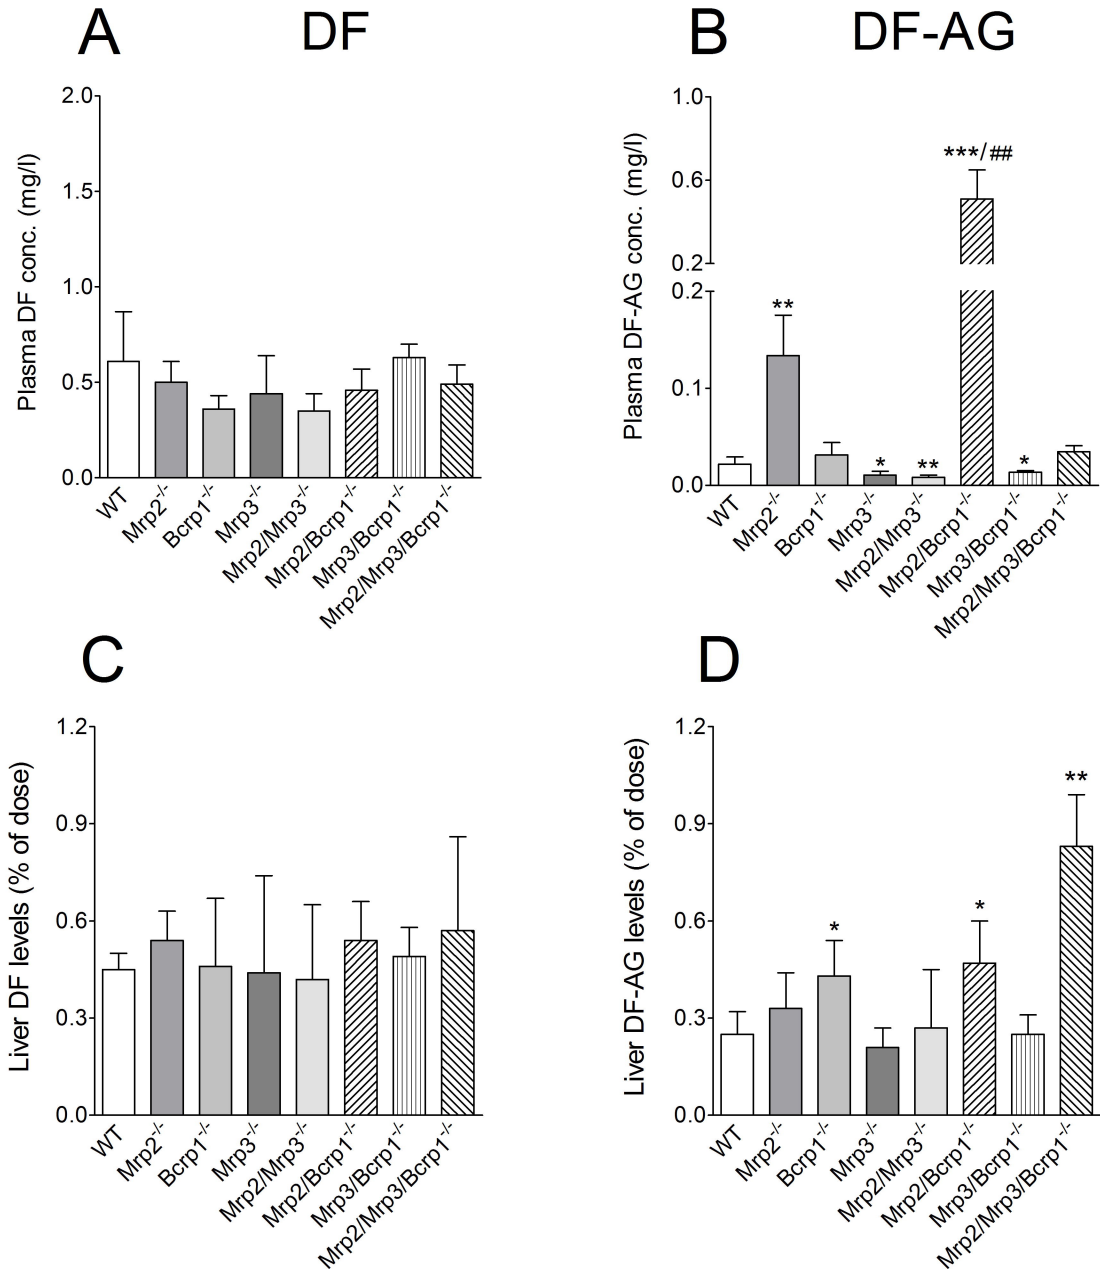 A
DF
Plasma DF conc. (mg/l)
2.0
1.5
1.0
0.5
0.0
WT
Mrp2-/-
Bcrp1-/-
Mrp3-/-
Mrp2/Mrp3-/-
Mrp2/Bcrp1-/-
Mrp3/Bcrp1-/-
Mrp2/Mrp3/Bcrp1-/-
B
DF-AG
Plasma DF-AG conc. (mg/l)
1.0
0.6
0.2
0.2
0.1
0.0
**
*
**
***/##
*
WT
Mrp2-/-
Bcrp1-/-
Mrp3-/-
Mrp2/Mrp3-/-
Mrp2/Bcrp1-/-
Mrp3/Bcrp1-/-
Mrp2/Mrp3/Bcrp1-/-
C
Liver DF levels (% of dose)
1.2
0.9
0.6
0.3
0.0
WT
Mrp2-/-
Bcrp1-/-
Mrp3-/-
Mrp2/Mrp3-/-
Mrp2/Bcrp1-/-
Mrp3/Bcrp1-/-
Mrp2/Mrp3/Bcrp1-/-
D
Liver DF-AG levels (% of dose)
1.2
0.9
0.6
0.3
0.0
*
*
**
WT
Mrp2-/-
Bcrp1-/-
Mrp3-/-
Mrp2/Mrp3-/-
Mrp2/Bcrp1-/-
Mrp3/Bcrp1-/-
Mrp2/Mrp3/Bcrp1-/-